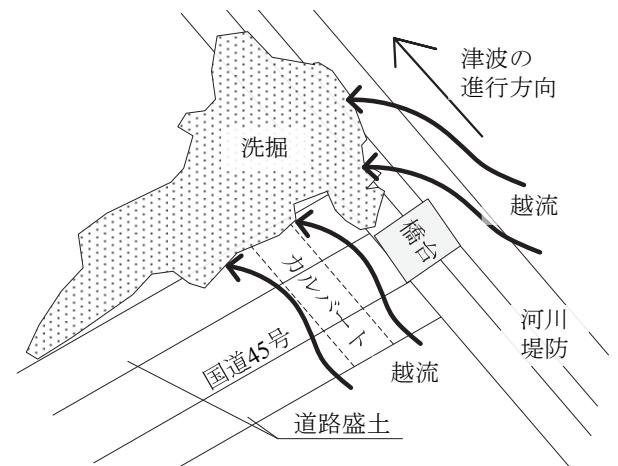 津波の
進行方向
洗掘
越流
橋台
カルバート
河川
堤防
国道45号
越流
道路盛土